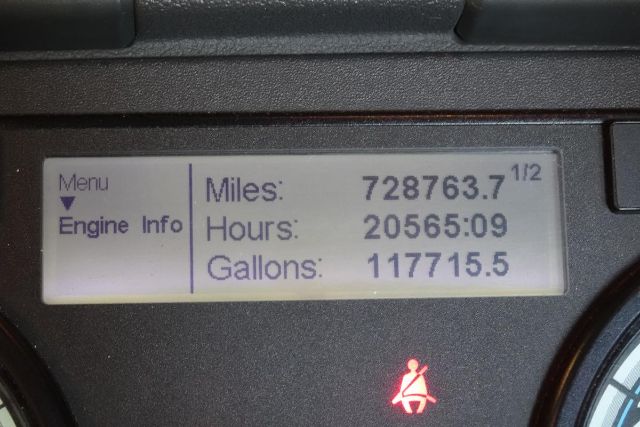 Menu
Engine Info
Miles: 728763.7 1/2
Hours: 20565:09
Gallons: 117715.5